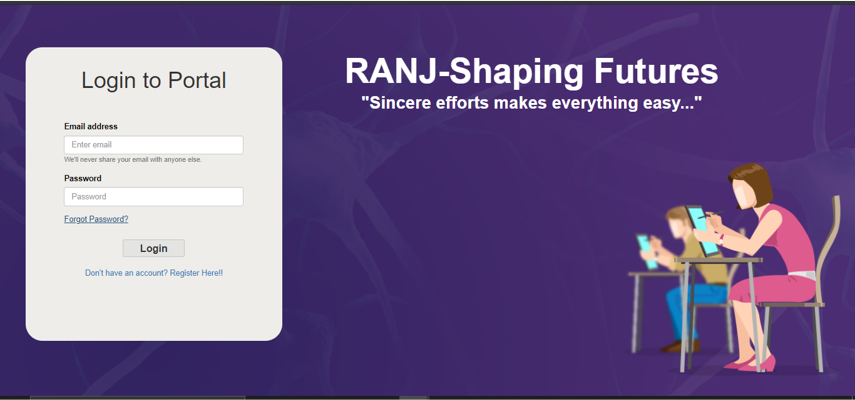 Login to Portal
RANJ-Shaping Futures
"Sincere efforts makes everything easy..."
Email address
Enter email
We'll never share your email with anyone else.
Password
Password
Forgot Password?
Login
Don't have an account? Register Here!!